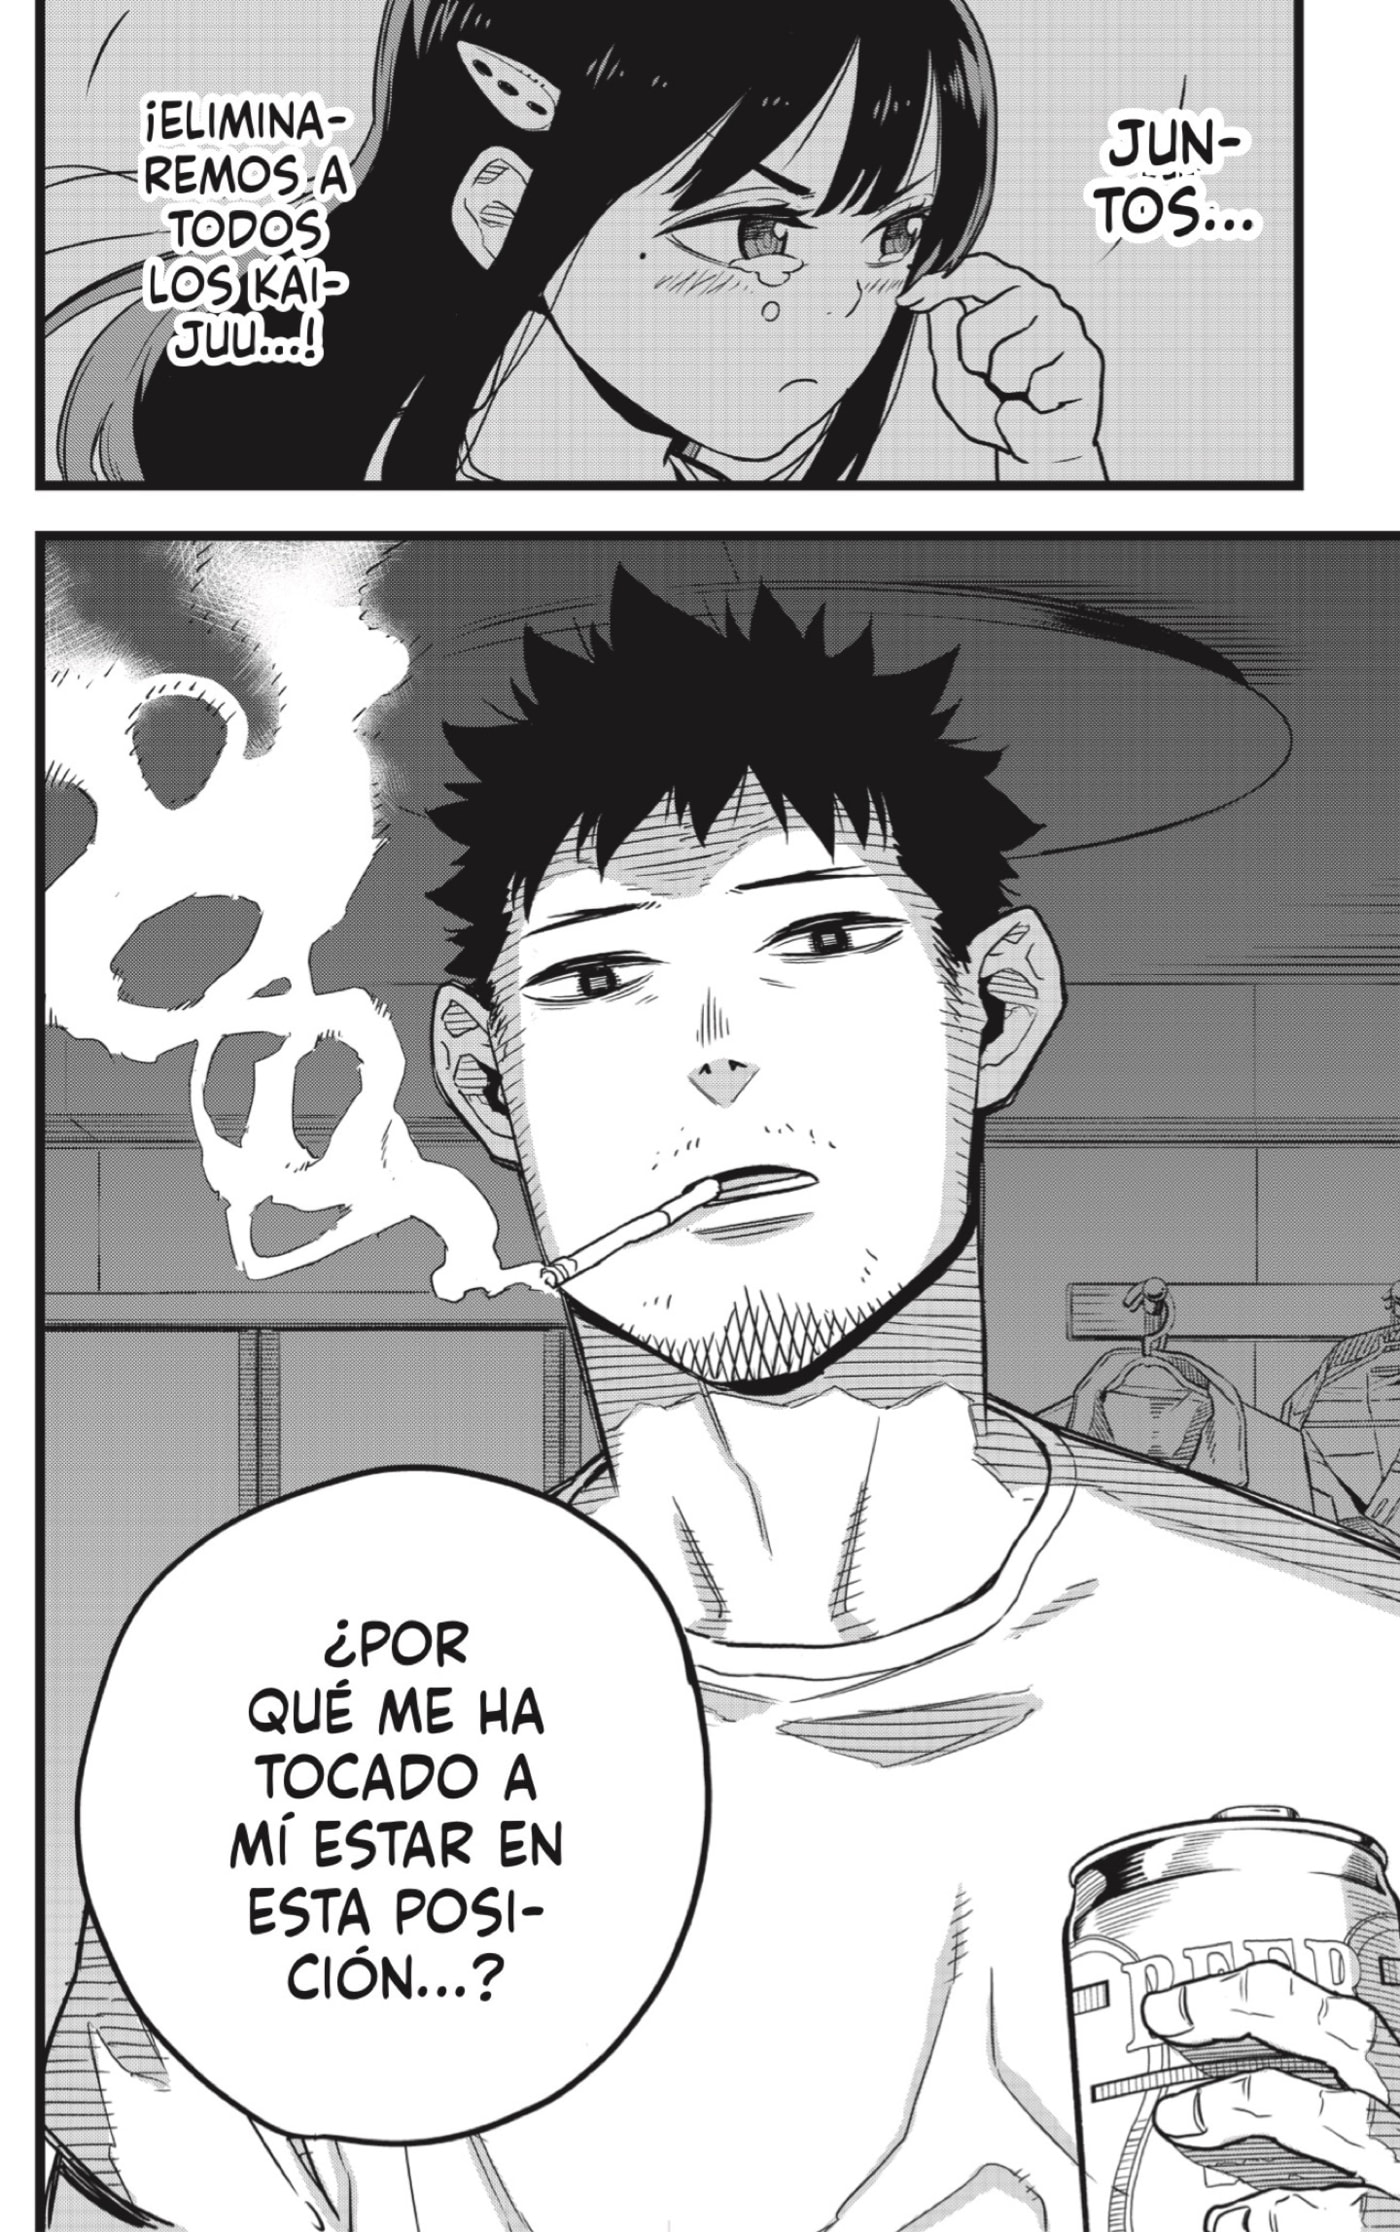 JUN-
TOS...
¡ELIMINA-
REMOS A
TODOS
LOS KAI-
JUU...!
¿POR
QUÉ ME HA
TOCADO A
MÍ ESTAR EN
ESTA POSI-
CIÓN...?